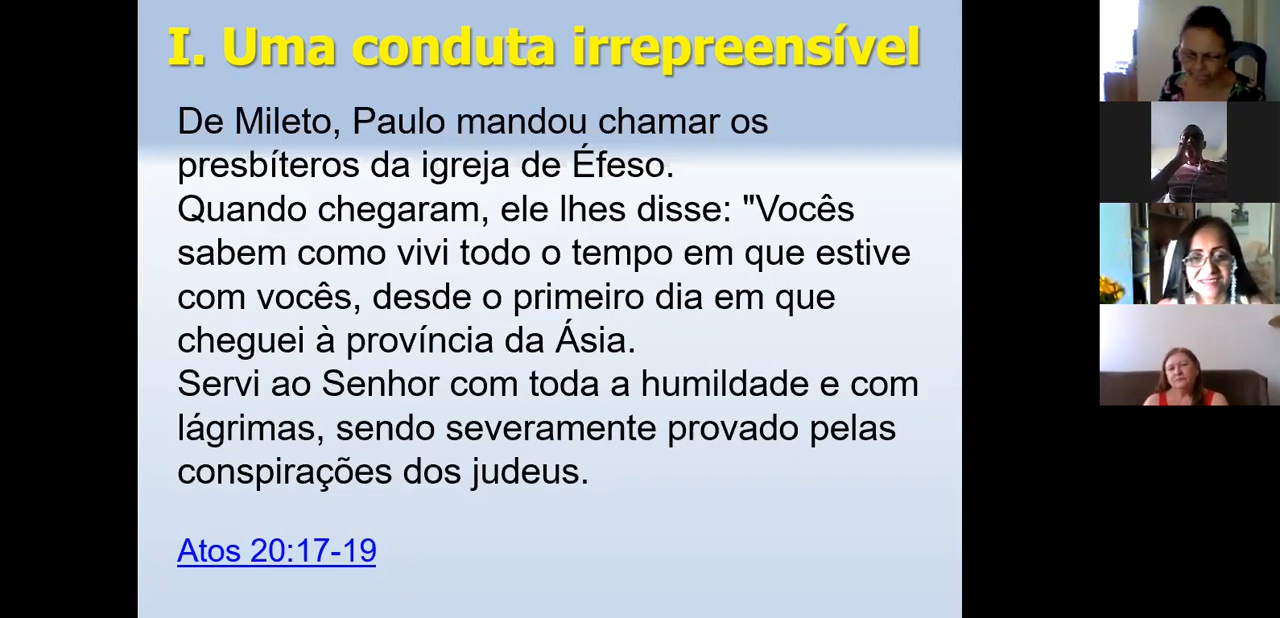 I. Uma conduta irrepreensível
De Mileto, Paulo mandou chamar os
presbíteros da igreja de Éfeso.
Quando chegaram, ele lhes disse: "Vocês
sabem como vivi todo o tempo em que estive
com vocês, desde o primeiro dia em que
cheguei à província da Ásia.
Servi ao Senhor com toda a humildade e com
lágrimas, sendo severamente provado pelas
conspirações dos judeus.
Atos 20:17-19